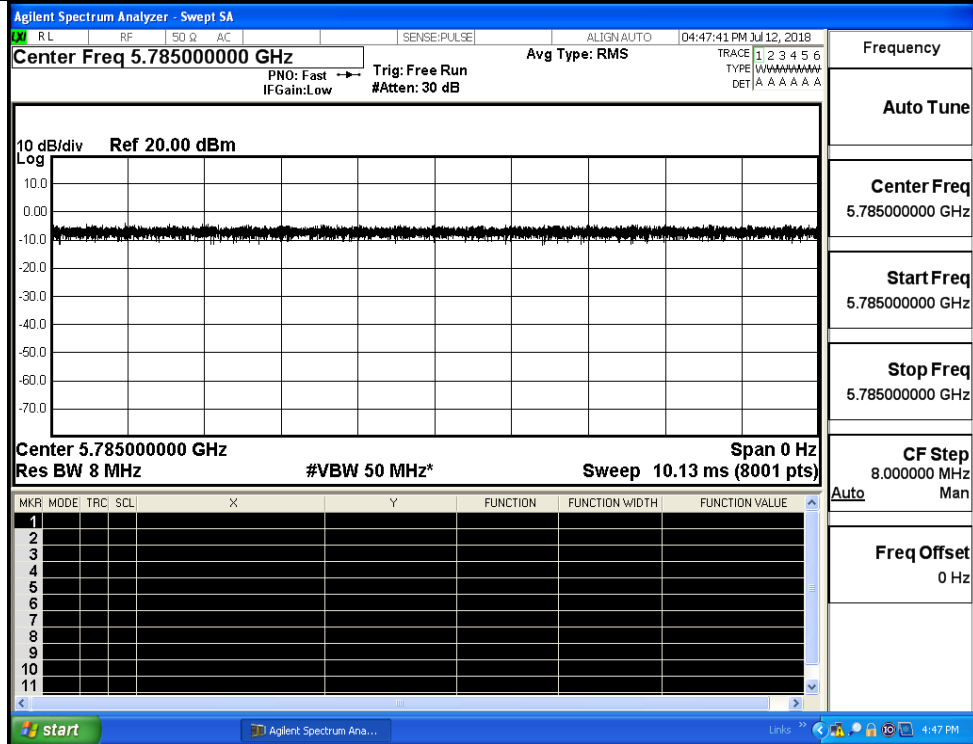 Agilent Spectrum Analyzer - Swept SA
LXI RL RF 50 Ω AC SENSE:PULSE ALIGN AUTO 04:47:41 PM Jul 12, 2018
Center Freq 5.785000000 GHz
PNO: Fast
IFGain:Low
Trig: Free Run
#Atten: 30 dB
Avg Type: RMS
TRACE 1 2 3 4 5 6
TYPE WWWWWW
DET A A A A A A
10 dB/div Ref 20.00 dBm
Log
10.0
0.00
-10.0
-20.0
-30.0
-40.0
-50.0
-60.0
-70.0
Center 5.785000000 GHz Span 0 Hz
Res BW 8 MHz #VBW 50 MHz* Sweep 10.13 ms (8001 pts)
MKR MODE TRC SCL X Y FUNCTION FUNCTION WIDTH FUNCTION VALUE
1
2
3
4
5
6
7
8
9
10
11
Frequency
Auto Tune
Center Freq
5.785000000 GHz
Start Freq
5.785000000 GHz
Stop Freq
5.785000000 GHz
CF Step
8.000000 MHz
Auto Man
Freq Offset
0 Hz
start Agilent Spectrum Ana... Links » 4:47 PM